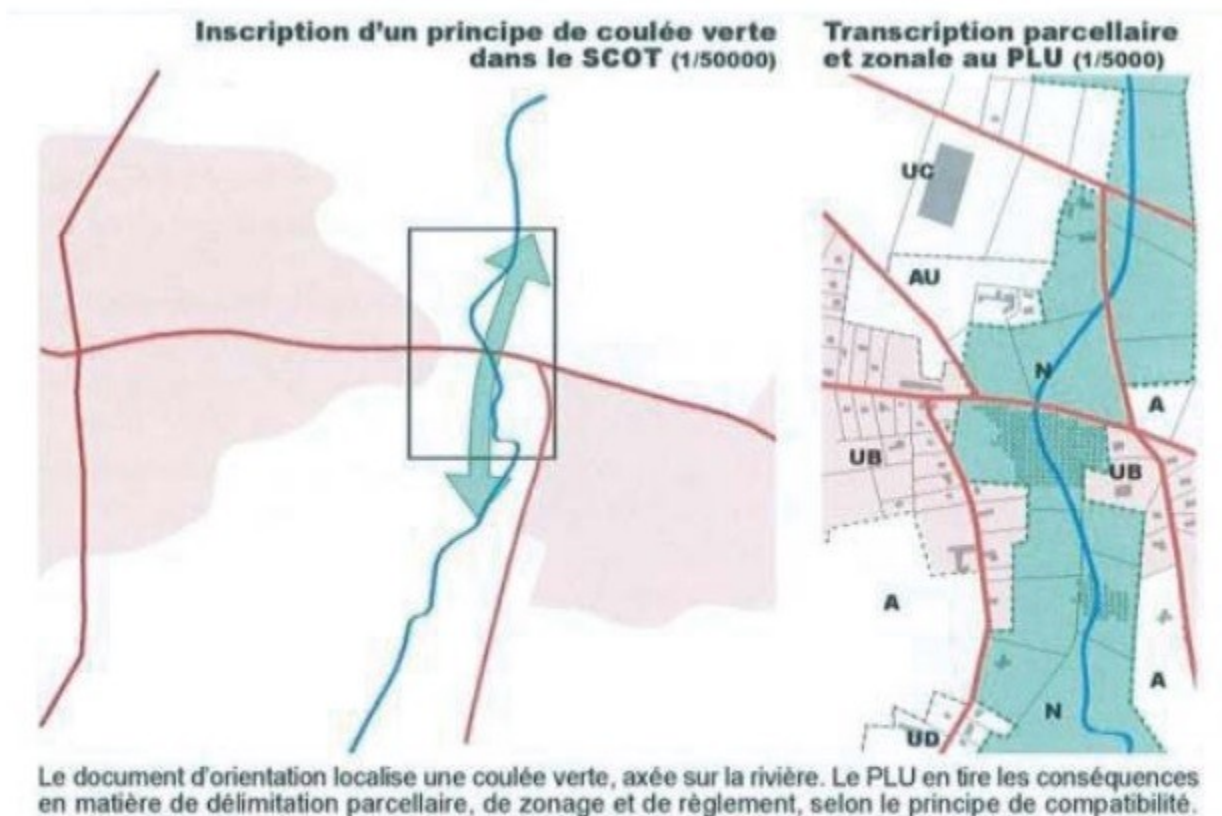 Inscription d'un principe de coulée verte
dans le SCOT (1/50000)
Transcription parcellaire
et zonale au PLU (1/5000)
UC
AU
N
A
UB
UB
A
A
N
UD
Le document d'orientation localise une coulée verte, axée sur la rivière. Le PLU en tire les conséquences
en matière de délimitation parcellaire, de zonage et de règlement, selon le principe de compatibilité.